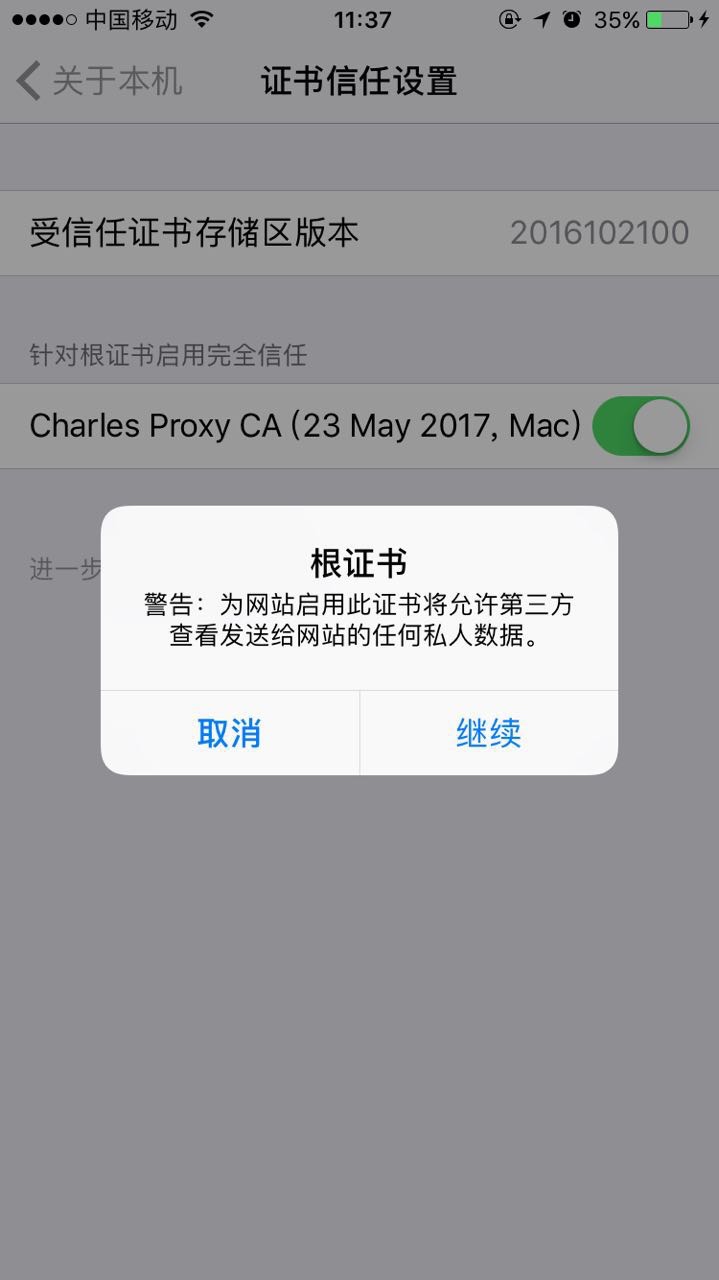 中国移动 11:37 35%
关于本机 证书信任设置
受信任证书存储区版本 2016102100
针对根证书启用完全信任
Charles Proxy CA (23 May 2017, Mac)
进一步
根证书
警告：为网站启用此证书将允许第三方
查看发送给网站的任何私人数据。
取消 继续